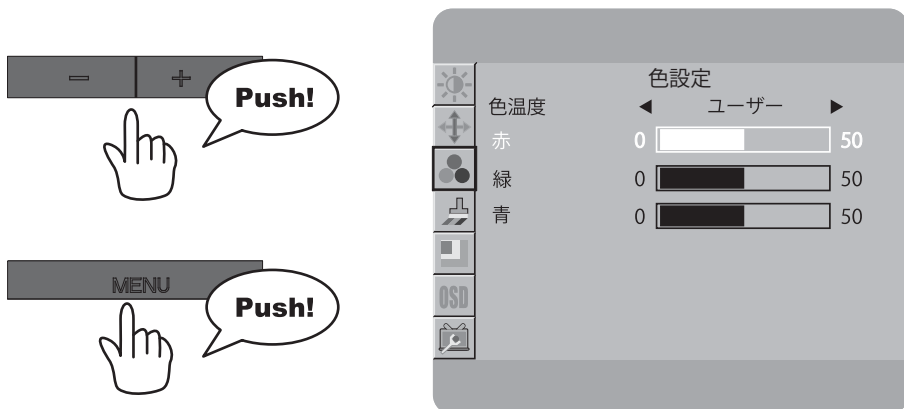 − +
Push!
MENU
Push!
色設定
色温度 ◀ ユーザー ▶
赤 0 50
緑 0 50
青 0 50
OSD